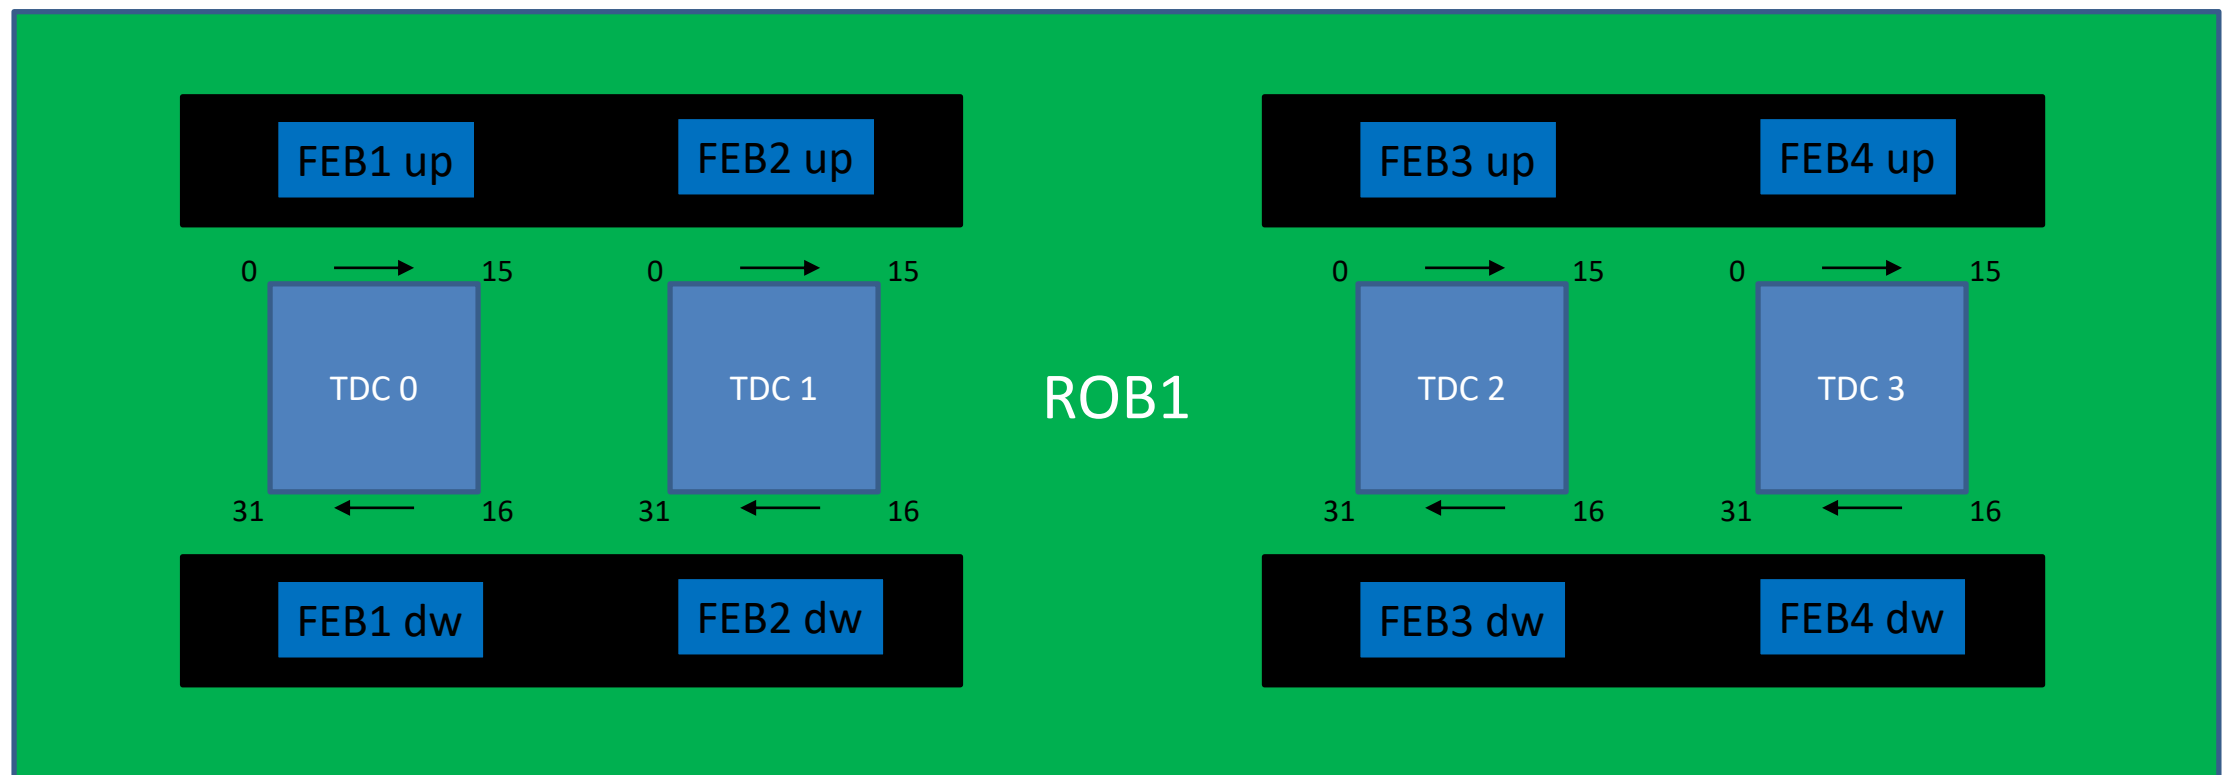 FEB1 up FEB2 up FEB3 up FEB4 up
0 15 0 15 0 15 0 15
TDC 0 TDC 1 ROB1 TDC 2 TDC 3
31 16 31 16 31 16 31 16
FEB1 dw FEB2 dw FEB3 dw FEB4 dw